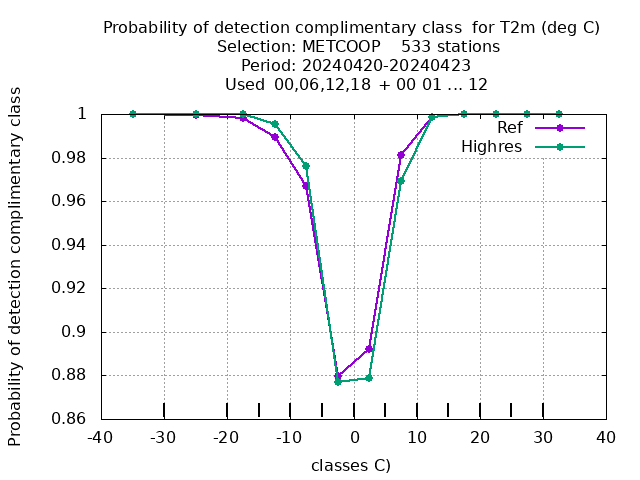 Probability of detection complimentary class  for T2m (deg C)
Selection: METCOOP    533 stations
Period: 20240420-20240423
Used  00,06,12,18  + 00 01 ... 12
Probability of detection complimentary class
1
0.98
0.96
0.94
0.92
0.9
0.88
0.86
Ref
Highres
-40 -30 -20 -10 0 10 20 30 40
classes C)